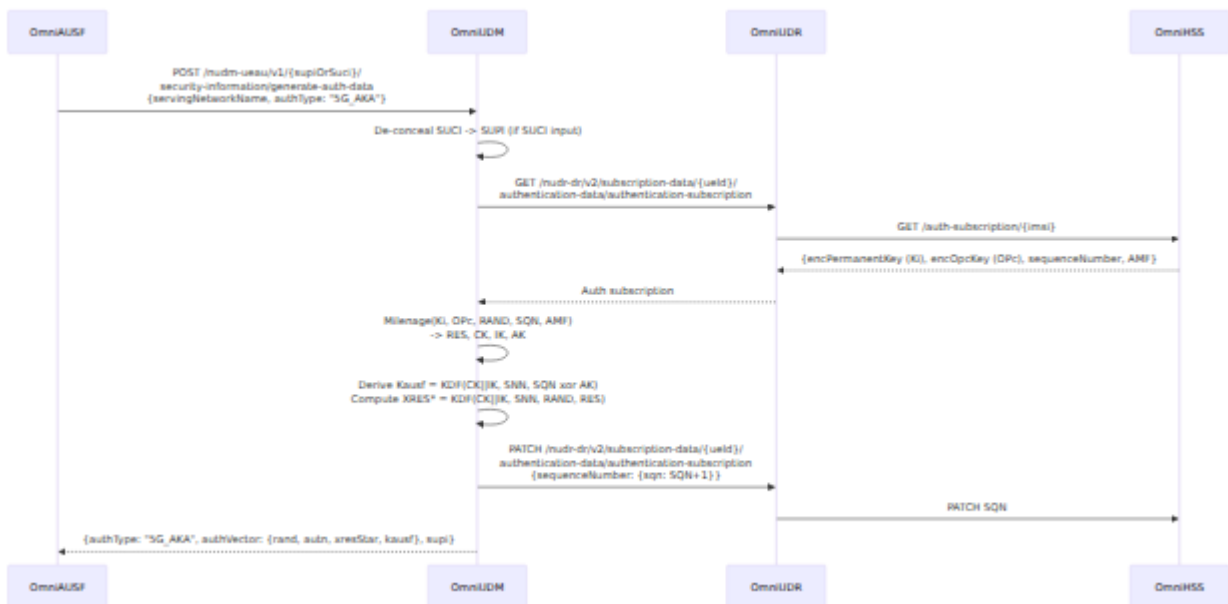 OmniAUSF
OmniUDM
OmniUDR
OmniHSS
POST /nudm-ueau/v1/{supiOrSuci}/
security-information/generate-auth-data
{servingNetworkName, authType: "5G_AKA"}
De-conceal SUCI -> SUPI (if SUCI input)
GET /nudr-dr/v2/subscription-data/{ueId}/
authentication-data/authentication-subscription
GET /auth-subscription/{imsi}
{encPermanentKey (Ki), encOpcKey (OPc), sequenceNumber, AMF}
Auth subscription
Milenage(Ki, OPc, RAND, SQN, AMF)
-> RES, CK, IK, AK
Derive Kausf = KDF(CK||IK, SNN, SQN xor AK)
Compute XRES* = KDF(CK||IK, SNN, RAND, RES)
PATCH /nudr-dr/v2/subscription-data/{ueId}/
authentication-data/authentication-subscription
{sequenceNumber: {sqn: SQN+1}}
PATCH SQN
{authType: "5G_AKA", authVector: {rand, autn, xresStar, kausf}, supi}
OmniAUSF
OmniUDM
OmniUDR
OmniHSS